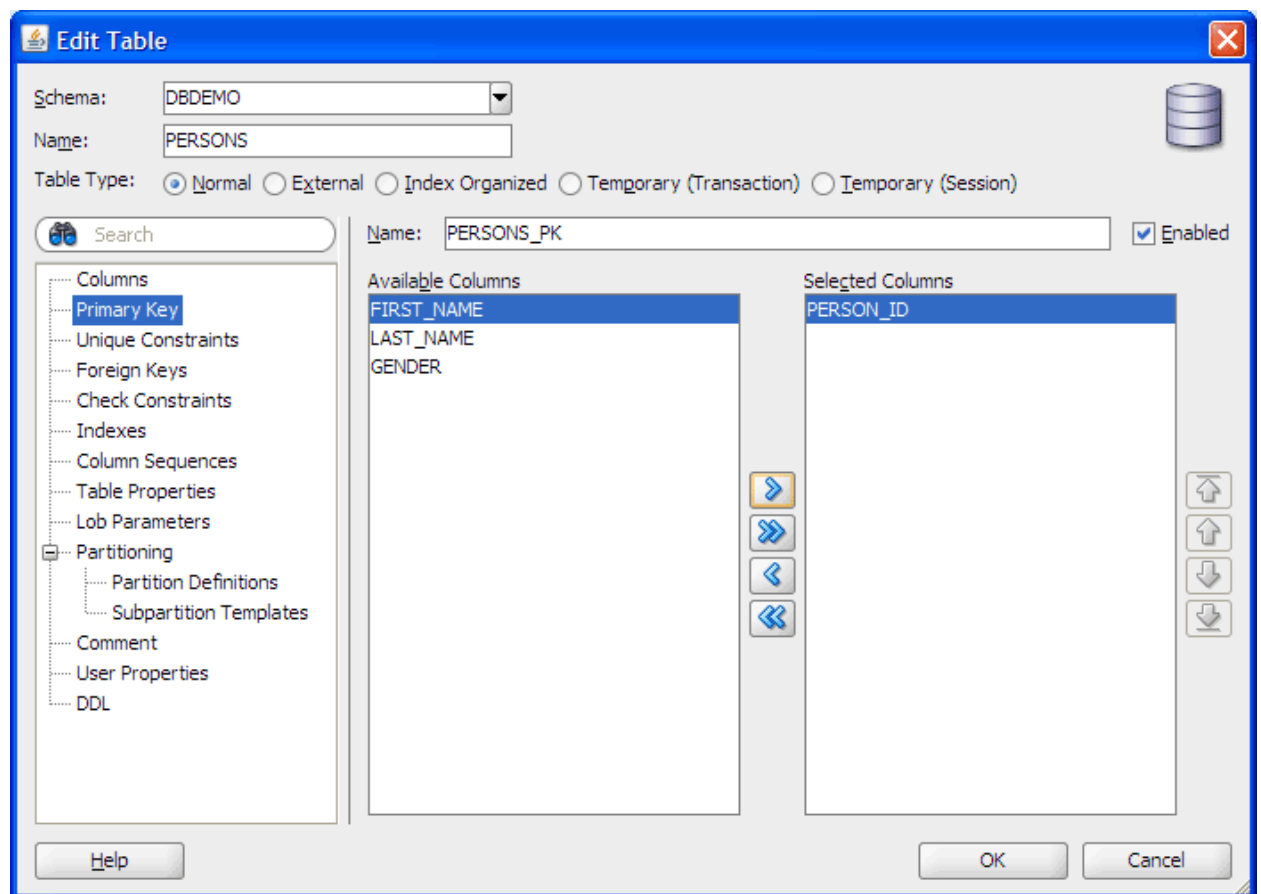 Edit Table
Schema: DBDEMO
Name: PERSONS
Table Type: Normal External Index Organized Temporary (Transaction) Temporary (Session)
Search
Name: PERSONS_PK Enabled
Columns
Primary Key
Unique Constraints
Foreign Keys
Check Constraints
Indexes
Column Sequences
Table Properties
Lob Parameters
Partitioning
Partition Definitions
Subpartition Templates
Comment
User Properties
DDL
Available Columns
FIRST_NAME
LAST_NAME
GENDER
Selected Columns
PERSON_ID
Help OK Cancel